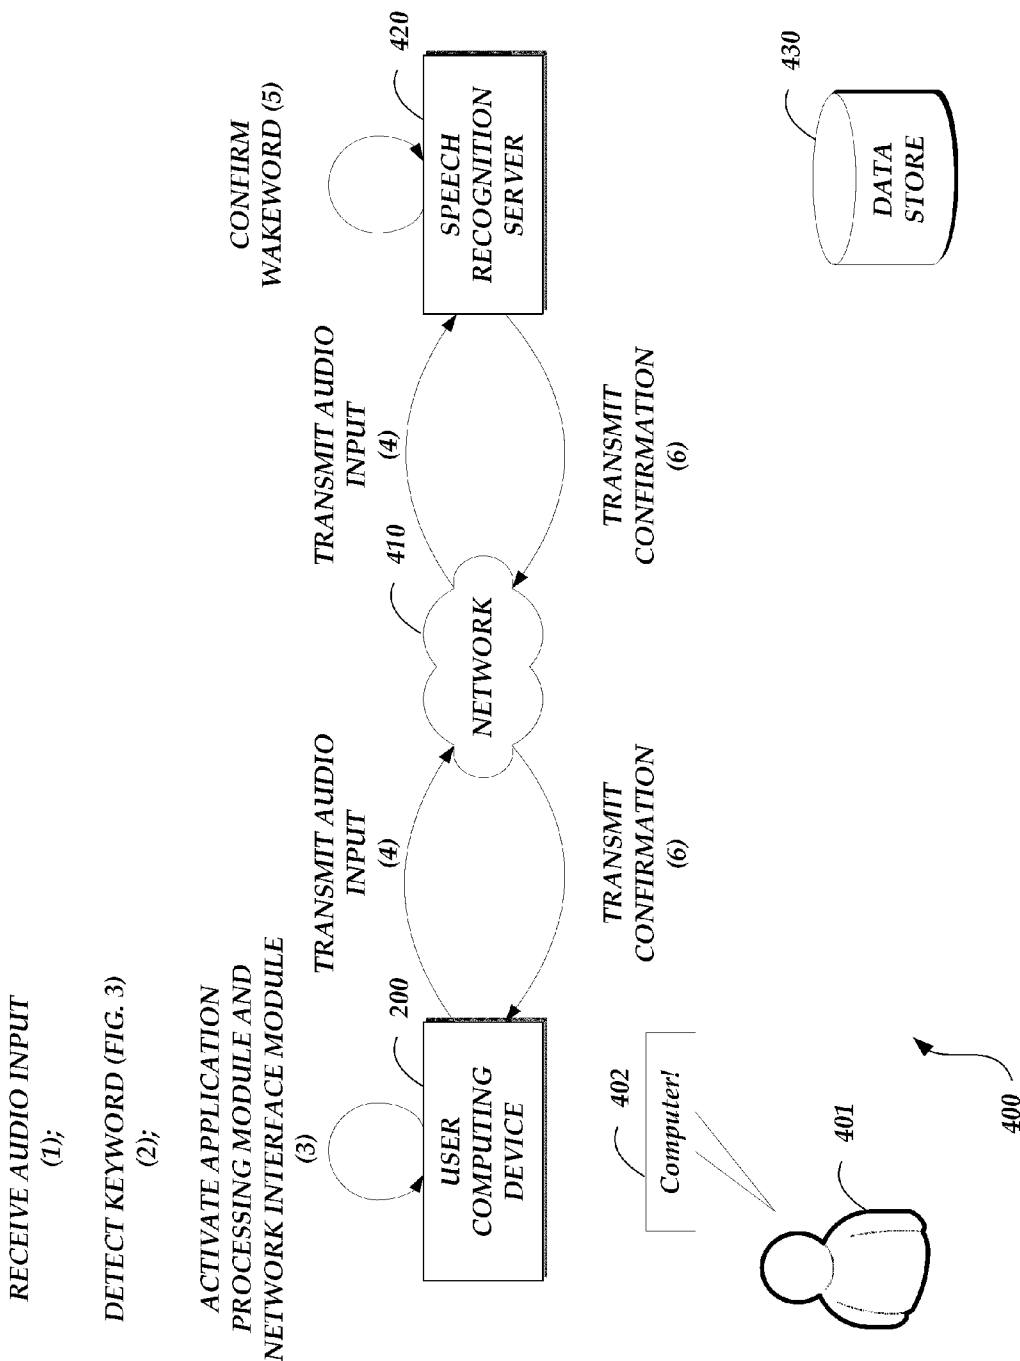 RECEIVE AUDIO INPUT
(1);
DETECT KEYWORD (FIG. 3)
(2);
ACTIVATE APPLICATION
PROCESSING MODULE AND
NETWORK INTERFACE MODULE
(3)
200
USER
COMPUTING
DEVICE
TRANSMIT AUDIO
INPUT
(4)
TRANSMIT
CONFIRMATION
(6)
410
NETWORK
TRANSMIT AUDIO
INPUT
(4)
TRANSMIT
CONFIRMATION
(6)
CONFIRM
WAKEWORD (5)
420
SPEECH
RECOGNITION
SERVER
402
Computer!
401
400
430
DATA
STORE